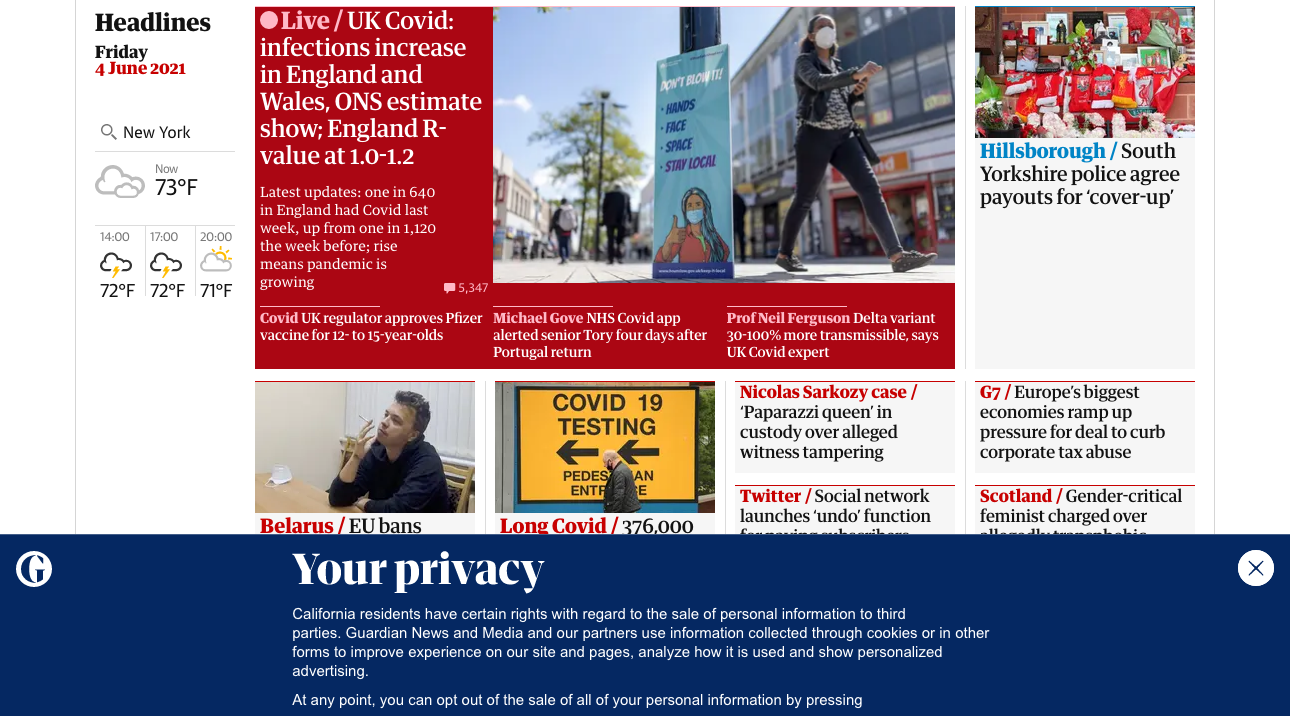 Headlines
Friday
4 June 2021
New York
Now
73°F
14:00
17:00
20:00
72°F
72°F
71°F
Live / UK Covid:
infections increase
in England and
Wales, ONS estimate
show; England R-
value at 1.0-1.2
Latest updates: one in 640
in England had Covid last
week, up from one in 1,120
the week before; rise
means pandemic is
growing
5,347
DON'T BLOW IT!
• HANDS
• FACE
• SPACE
• STAY LOCAL
Covid UK regulator approves Pfizer
vaccine for 12- to 15-year-olds
Michael Gove NHS Covid app
alerted senior Tory four days after
Portugal return
Prof Neil Ferguson Delta variant
30-100% more transmissible, says
UK Covid expert
Hillsborough / South
Yorkshire police agree
payouts for ‘cover-up’
Belarus / EU bans
COVID 19
TESTING
Long Covid / 376,000
Nicolas Sarkozy case /
‘Paparazzi queen’ in
custody over alleged
witness tampering
G7 / Europe’s biggest
economies ramp up
pressure for deal to curb
corporate tax abuse
Twitter / Social network
launches ‘undo’ function
for paying subscribers
Scotland / Gender-critical
feminist charged over
allegedly transphobic
G
Your privacy
California residents have certain rights with regard to the sale of personal information to third
parties. Guardian News and Media and our partners use information collected through cookies or in other
forms to improve experience on our site and pages, analyze how it is used and show personalized
advertising.
At any point, you can opt out of the sale of all of your personal information by pressing